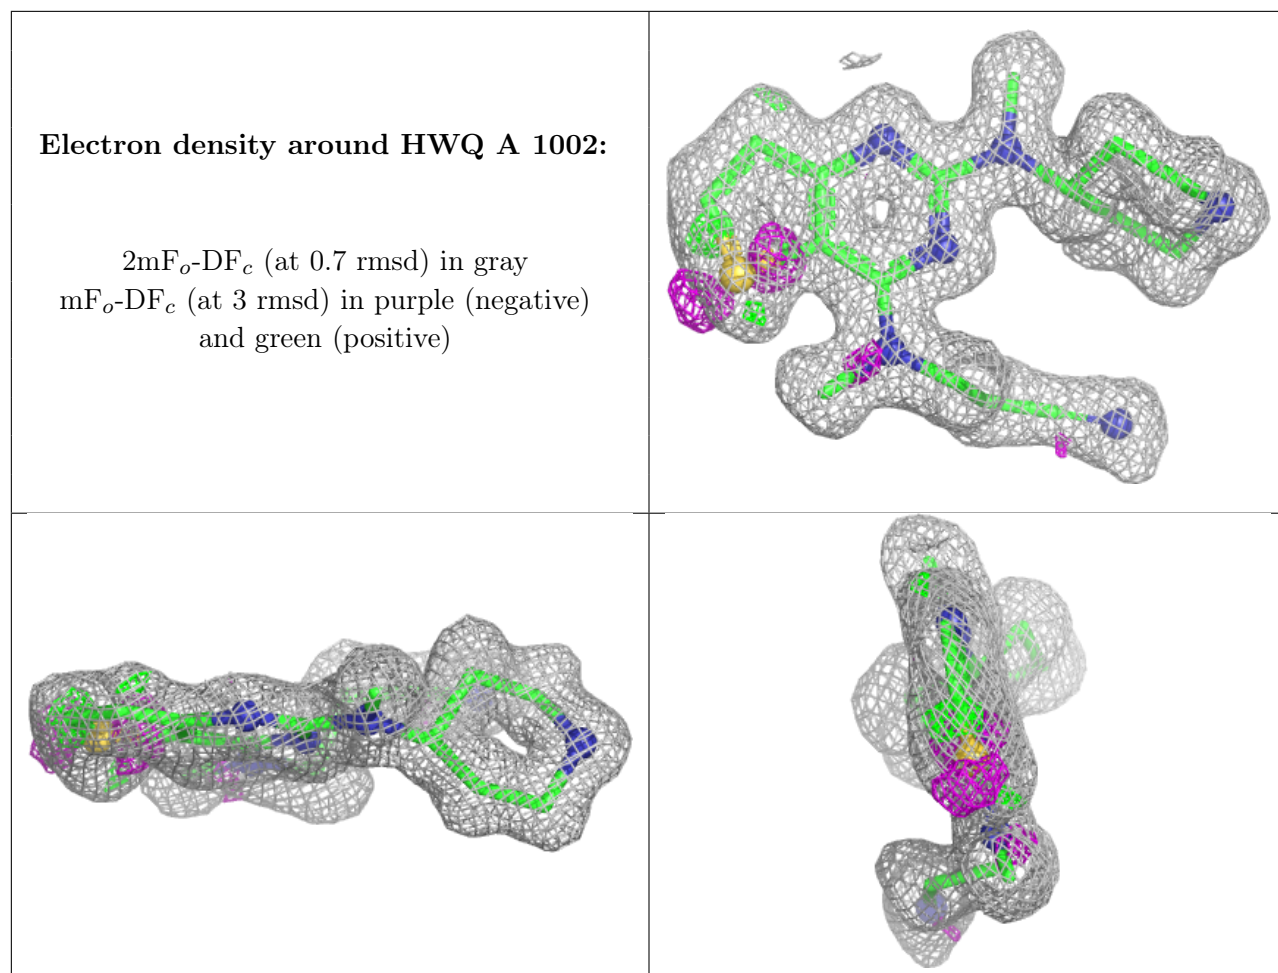 Electron density around HWQ A 1002:
2mFo-DFc (at 0.7 rmsd) in gray
mFo-DFc (at 3 rmsd) in purple (negative)
and green (positive)